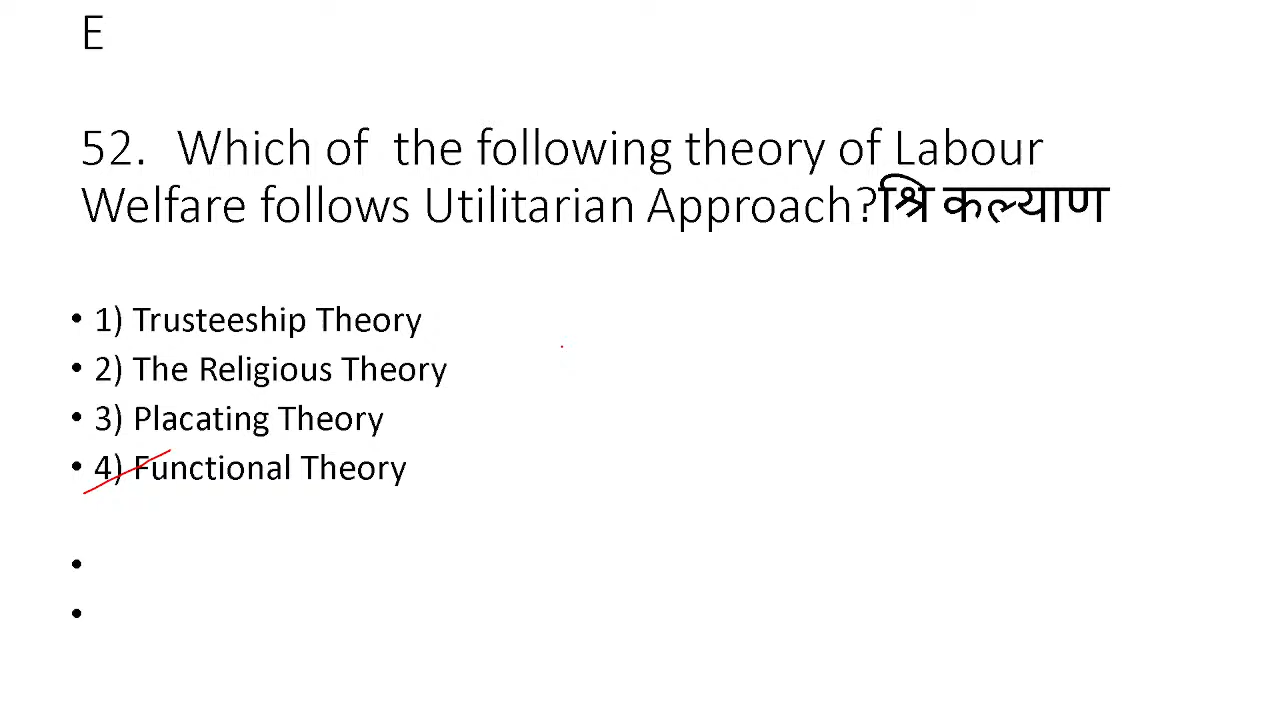 E
52. Which of the following theory of Labour
Welfare follows Utilitarian Approach?श्रि कल्याण
• 1) Trusteeship Theory
• 2) The Religious Theory
• 3) Placating Theory
• 4) Functional Theory
•
•